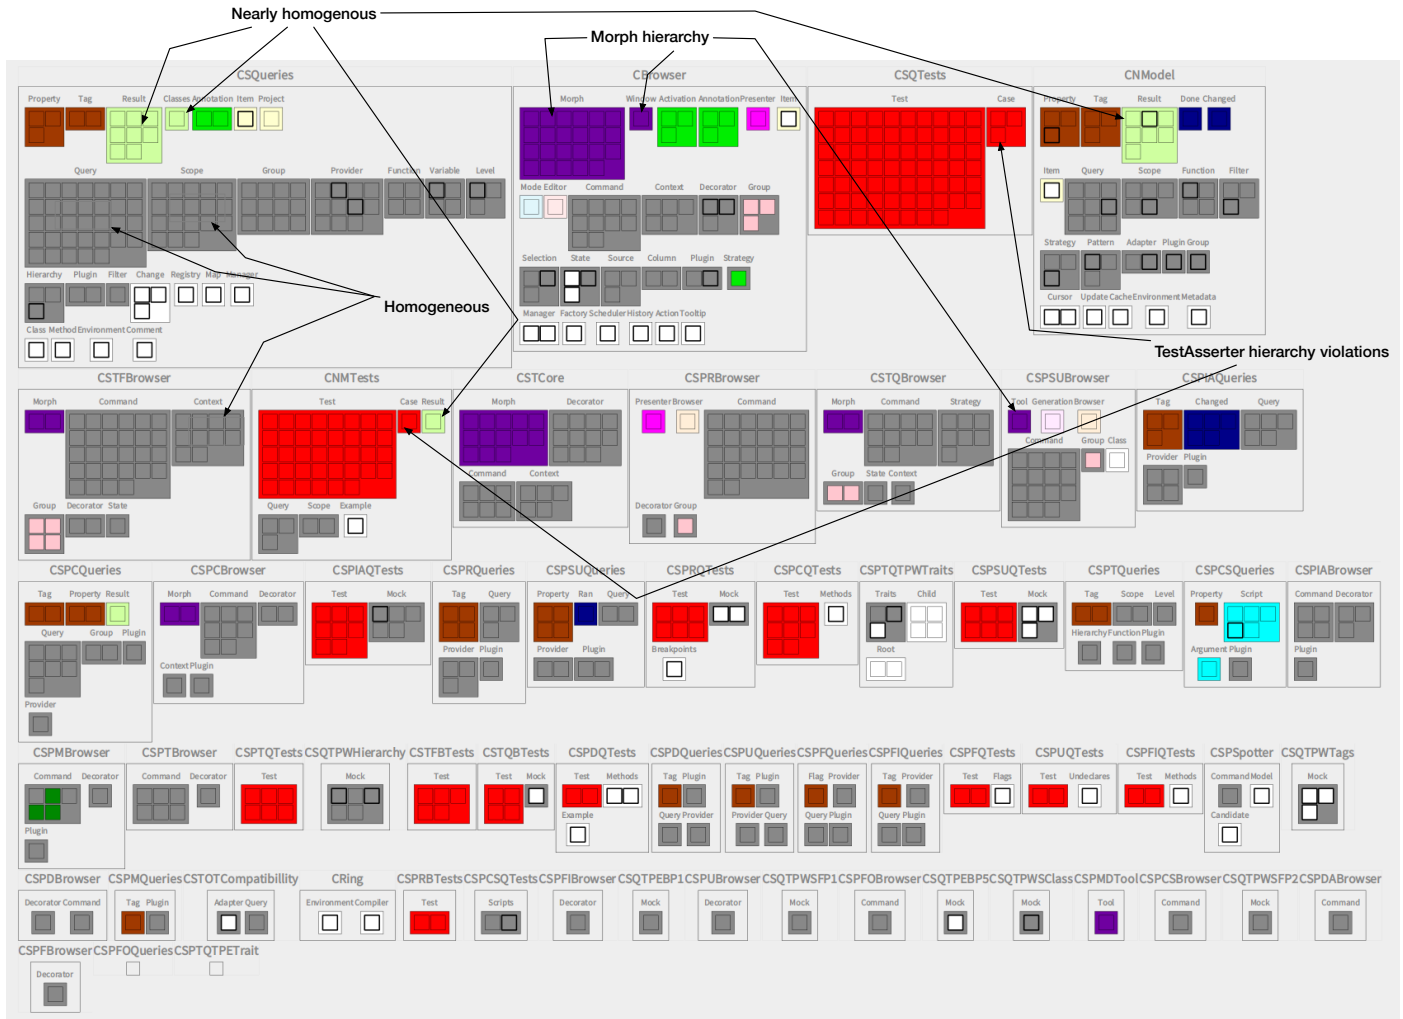 Nearly homogenous
Morph hierarchy
CSQueries CBrowser CSQTests CNModel
Property Tag Result Classes Annotation Item Project Morph Window Activation Annotation Presenter Item Test Case Property Tag Result Done Changed
Query Scope Group Provider Function Variable Level Item Query Scope Function Filter
Mode Editor Command Context Decorator Group
Strategy Pattern Adapter Plugin Group
Selection State Source Column Plugin Strategy
Hierarchy Plugin Filter Change Registry Map Manager
Cursor Update Cache Environment Metadata
Homogeneous
Manager Factory Scheduler History Action Tooltip
Class Method Environment Comment
TestAsserter hierarchy violations
CSTFBrowser CNMTests CSTCore CSPRBrowser CSTQBrowser CSPSUBrowser CSPIAQueries
Morph Command Context Test Case Result Morph Decorator Presenter Browser Command Morph Command Strategy Tool Generation Browser Tag Changed Query
Command Group Class
Provider Plugin
Command Context Group State Context
Group Decorator State Query Scope Example Decorator Group
CSPCQueries CSPCBrowser CSPIAQTests CSPRQueries CSPSUQueries CSPRQTests CSPCQTests CSPTQTPWTraits CSPSUQTests CSPTQueries CSPCSQueries CSPIABrowser
Tag Property Result Morph Command Decorator Test Mock Tag Query Property Ran Query Test Mock Test Methods Traits Child Test Mock Tag Scope Level Property Script Command Decorator
Query Group Plugin Hierarchy Function Plugin
Provider Plugin Provider Plugin Breakpoints Root Argument Plugin Plugin
Context Plugin
Provider
CSPMBrowser CSPTBrowser CSPTQTests CSQTPWHierarchy CSTFBTests CSTQBTests CSPDQTests CSPDQueries CSPUQueries CSPFQueries CSPFIQueries CSPFQTests CSPUQTests CSPFIQTests CSPSpotter CSQTPWTags
Command Decorator Command Decorator Test Mock Test Test Mock Test Methods Tag Plugin Tag Plugin Flag Provider Tag Provider Test Flags Test Undeclares Test Methods Command Model Mock
Example Query Provider Provider Query Query Plugin Query Plugin Candidate
Plugin
CSPDBrowser CSPMQueries CSTOTCompatibillity CRing CSPRBTests CSPCSQTests CSPFIBrowser CSQTPEBP1 CSPUBrowser CSQTPWSFP1 CSPFOBrowser CSQTPEBP5 CSQTPWSClass CSPMDTool CSPCSBrowser CSQTPWSFP2 CSPDABrowser
Decorator Command Tag Plugin Adapter Query Environment Compiler Test Scripts Decorator Mock Decorator Mock Command Mock Mock Tool Command Mock Command
CSPFBrowser CSPFOQueries CSPTQTPETrait
Decorator